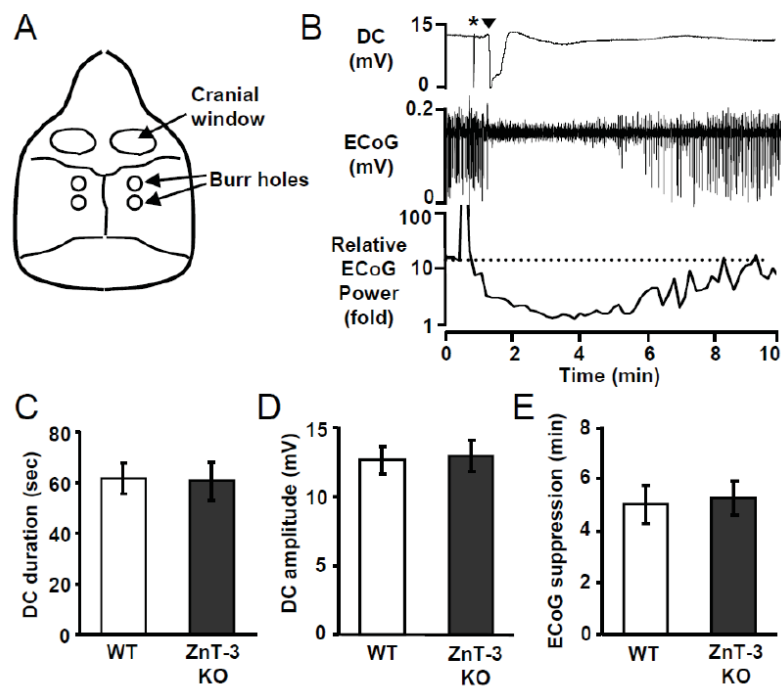 A
Cranial
window
Burr holes
B
15
DC
(mV)
0
*
0.2
ECoG
(mV)
0
100
Relative
ECoG
Power
(fold)
10
1
0 2 4 6 8 10
Time (min)
C
DC duration (sec)
80
60
40
20
0
WT ZnT-3
KO
D
DC amplitude (mV)
15
10
5
0
WT ZnT-3
KO
E
ECoG suppression (min)
8
6
4
2
0
WT ZnT-3
KO